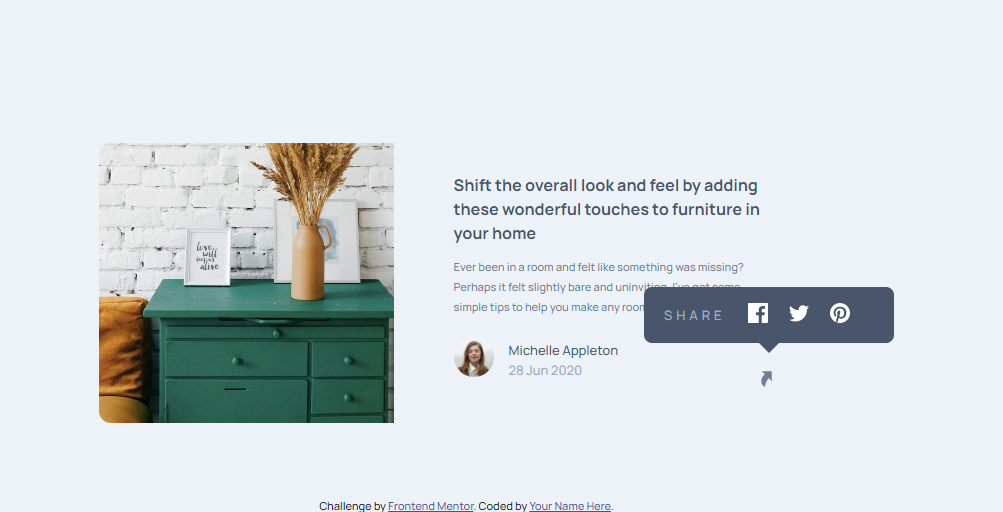 love,
will
keep us
alive
Shift the overall look and feel by adding
these wonderful touches to furniture in
your home
Ever been in a room and felt like something was missing?
Perhaps it felt slightly bare and uninviting. I've got some
simple tips to help you make any room
SHARE
Michelle Appleton
28 Jun 2020
Challenge by Frontend Mentor. Coded by Your Name Here.